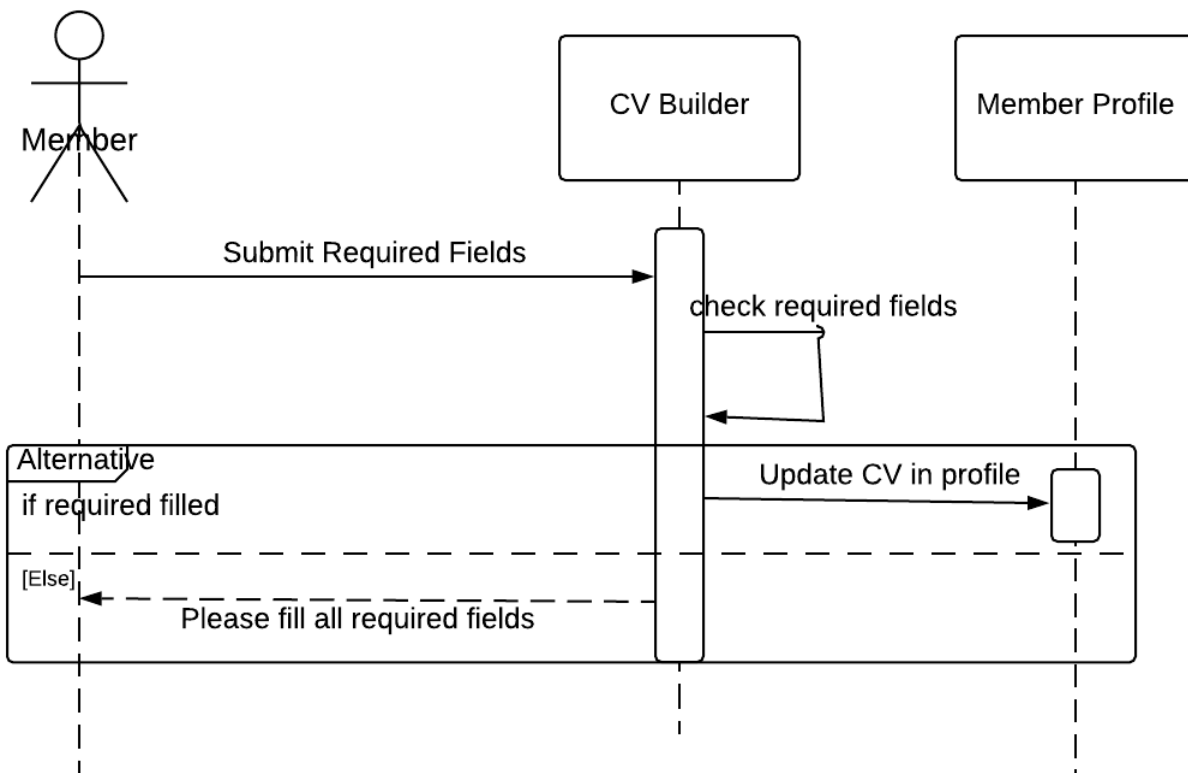 Member
CV Builder
Member Profile
Submit Required Fields
check required fields
Alternative
Update CV in profile
if required filled
[Else]
Please fill all required fields